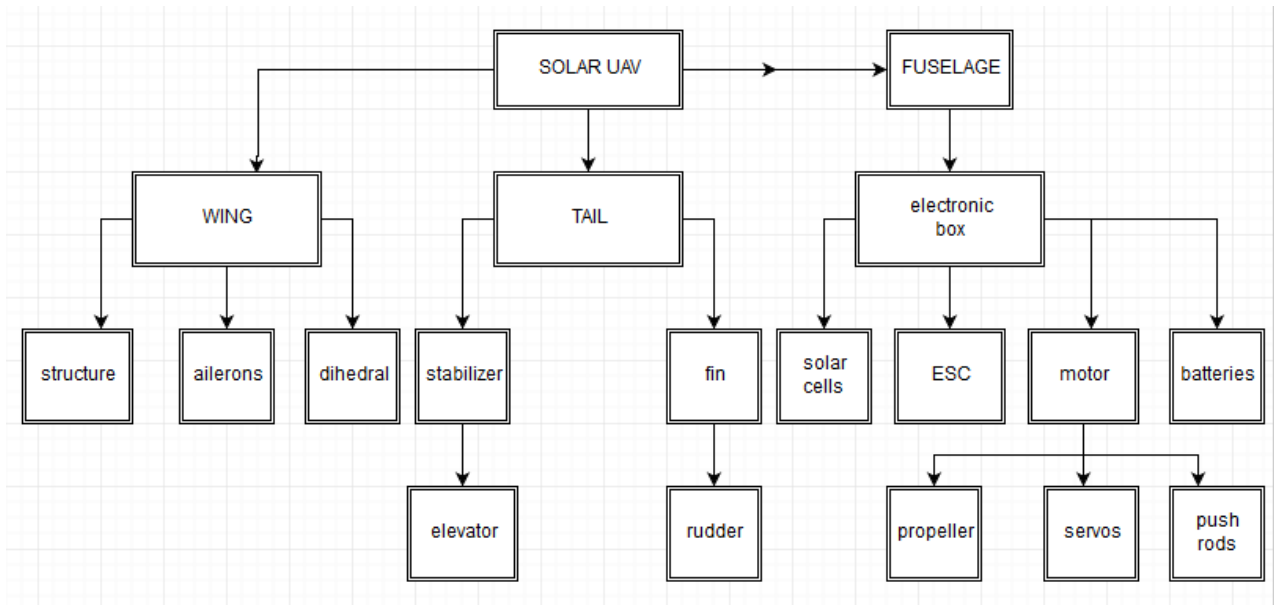 SOLAR UAV
FUSELAGE
WING
TAIL
electronic
box
structure
ailerons
dihedral
stabilizer
fin
solar
cells
ESC
motor
batteries
elevator
rudder
propeller
servos
push
rods